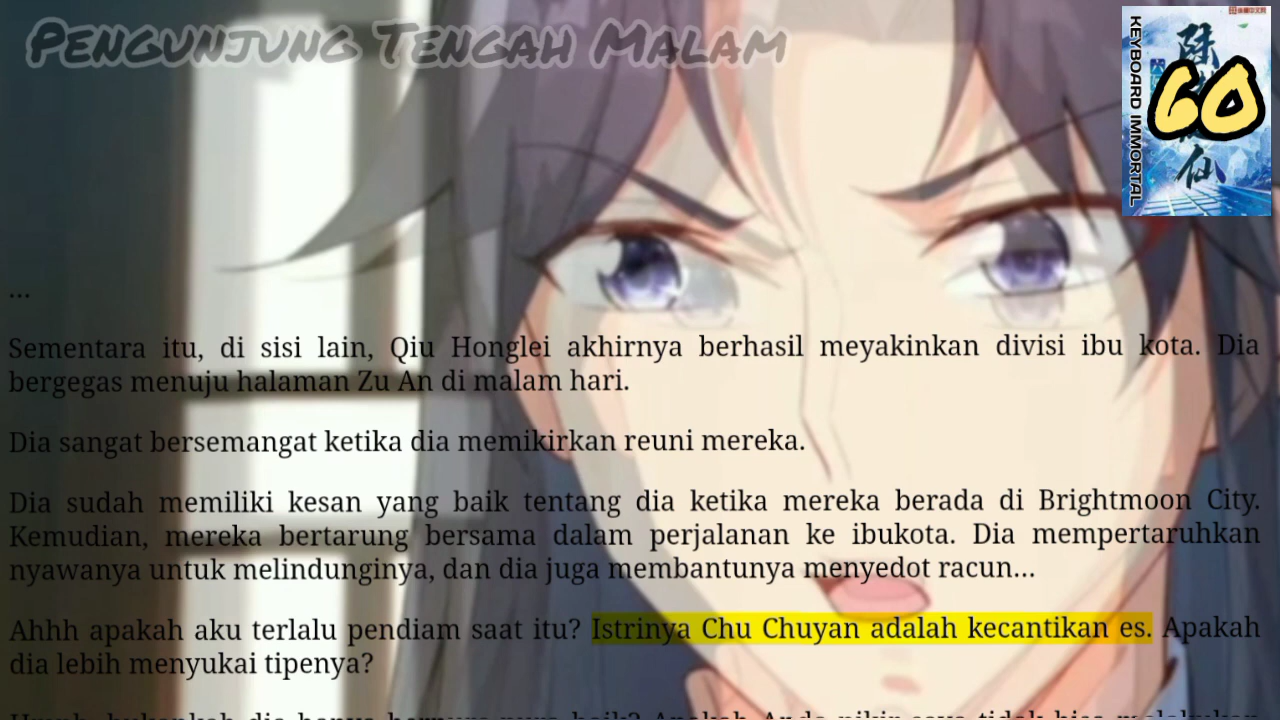 Pengunjung Tengah Malam
KEYBOARD IMMORTAL
60
仙
...
Sementara itu, di sisi lain, Qiu Honglei akhirnya berhasil meyakinkan divisi ibu kota. Dia
bergegas menuju halaman Zu An di malam hari.
Dia sangat bersemangat ketika dia memikirkan reuni mereka.
Dia sudah memiliki kesan yang baik tentang dia ketika mereka berada di Brightmoon City.
Kemudian, mereka bertarung bersama dalam perjalanan ke ibukota. Dia mempertaruhkan
nyawanya untuk melindunginya, dan dia juga membantunya menyedot racun...
Ahhh apakah aku terlalu pendiam saat itu? Istrinya Chu Chuyan adalah kecantikan es. Apakah
dia lebih menyukai tipenya?